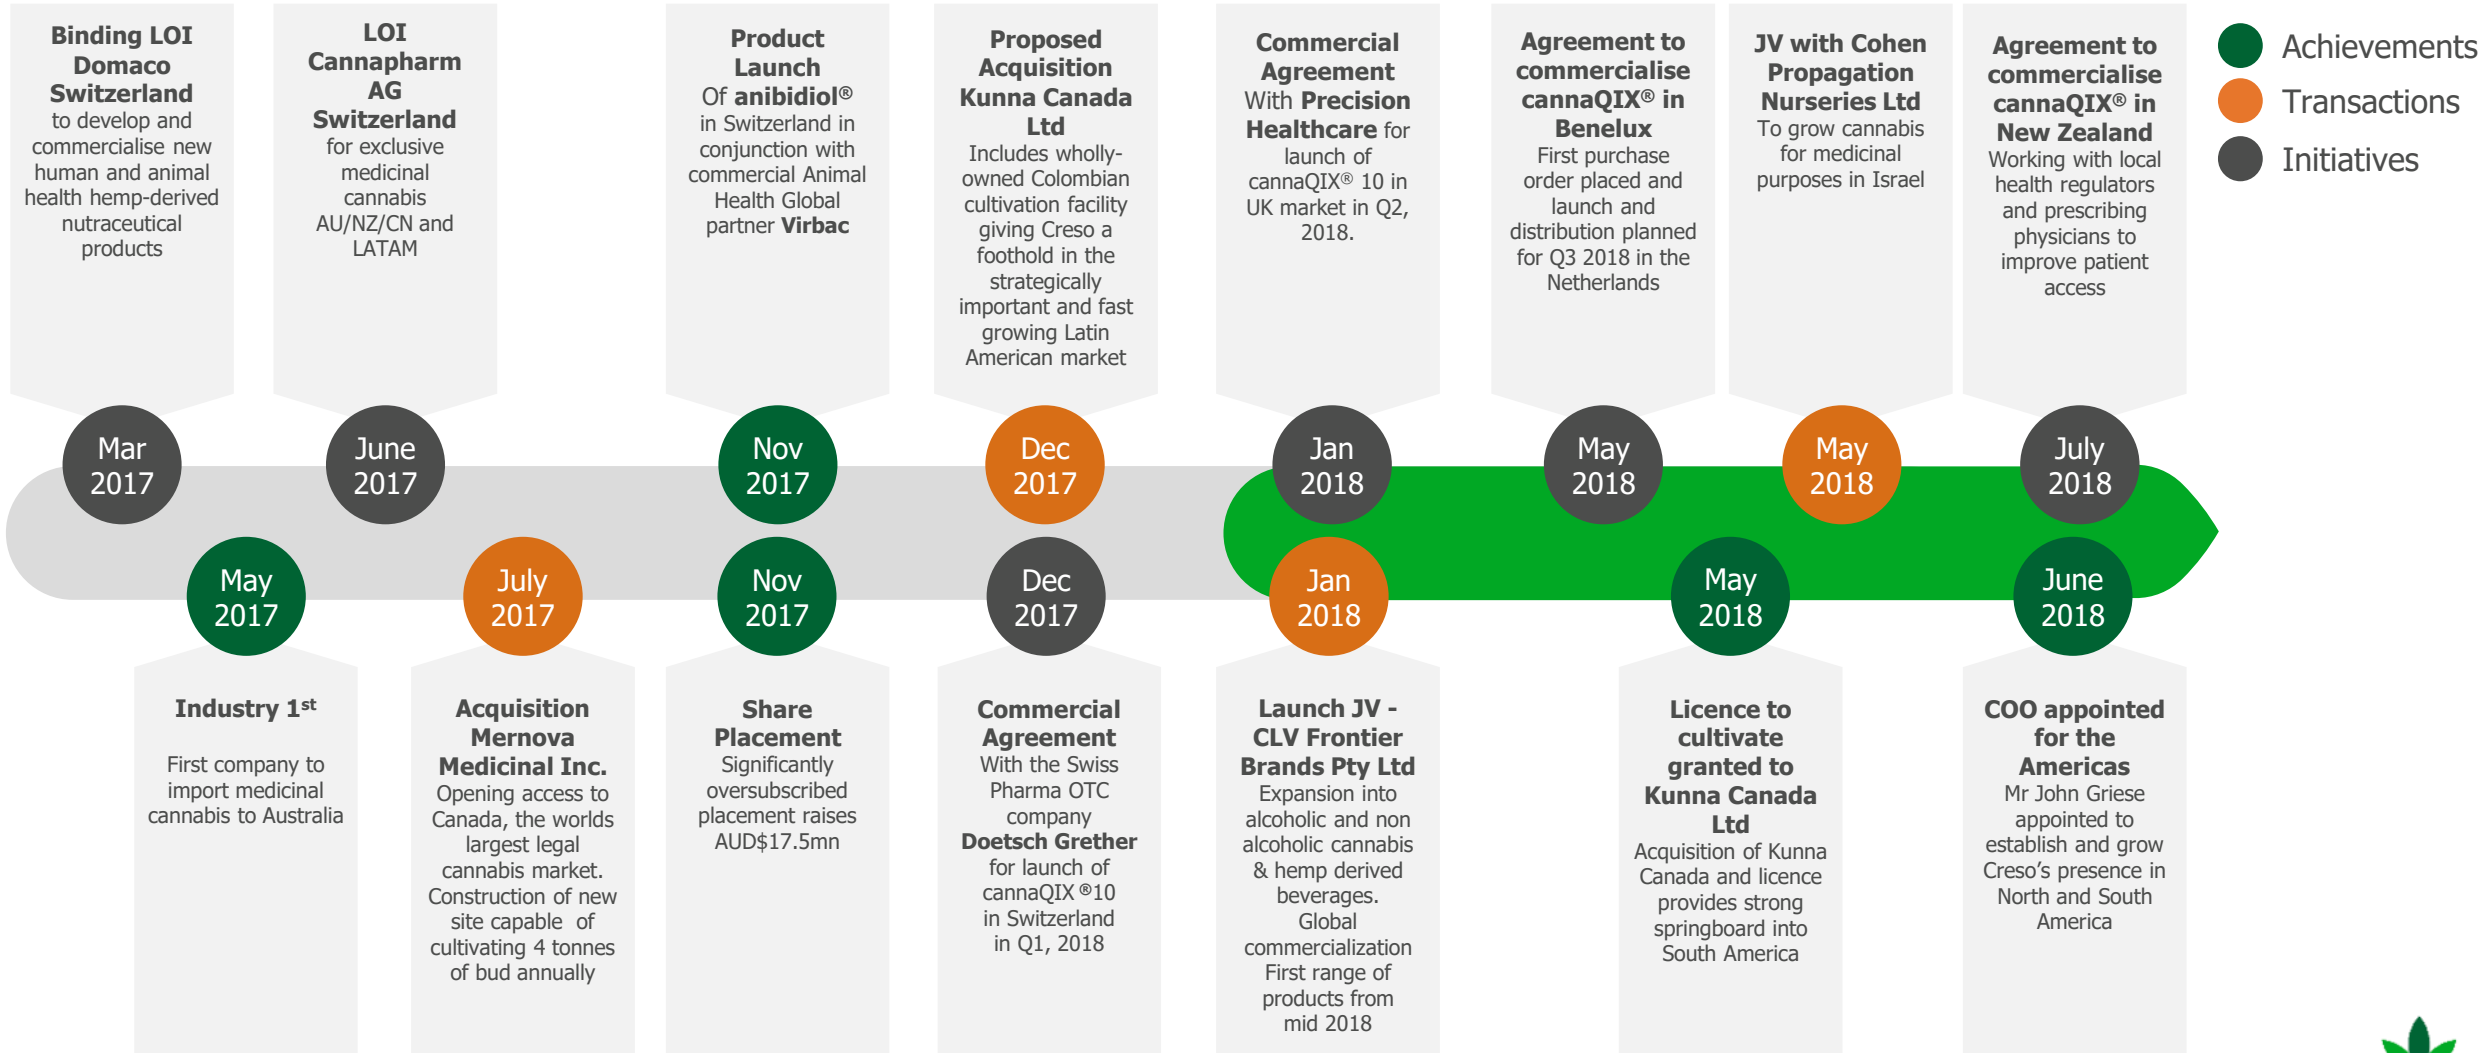 Binding LOI
Domaco
Switzerland
to develop and
commercialise new
human and animal
health hemp-derived
nutraceutical
products
LOI
Cannapharm
AG
Switzerland
for exclusive
medicinal
cannabis
AU/NZ/CN and
LATAM
Product
Launch
Of anibidiol®
in Switzerland in
conjunction with
commercial Animal
Health Global
partner Virbac
Proposed
Acquisition
Kunna Canada
Ltd
Includes wholly-
owned Colombian
cultivation facility
giving Creso a
foothold in the
strategically
important and fast
growing Latin
American market
Commercial
Agreement
With Precision
Healthcare for
launch of
cannaQIX® 10 in
UK market in Q2,
2018.
Agreement to
commercialise
cannaQIX® in
Benelux
First purchase
order placed and
launch and
distribution planned
for Q3 2018 in the
Netherlands
JV with Cohen
Propagation
Nurseries Ltd
To grow cannabis
for medicinal
purposes in Israel
Agreement to
commercialise
cannaQIX® in
New Zealand
Working with local
health regulators
and prescribing
physicians to
improve patient
access
Achievements
Transactions
Initiatives
Mar
2017
June
2017
Nov
2017
Dec
2017
Jan
2018
May
2018
May
2018
July
2018
May
2017
July
2017
Nov
2017
Dec
2017
Jan
2018
May
2018
June
2018
Industry 1st
First company to
import medicinal
cannabis to Australia
Acquisition
Mernova
Medicinal Inc.
Opening access to
Canada, the worlds
largest legal
cannabis market.
Construction of new
site capable of
cultivating 4 tonnes
of bud annually
Share
Placement
Significantly
oversubscribed
placement raises
AUD$17.5mn
Commercial
Agreement
With the Swiss
Pharma OTC
company
Doetsch Grether
for launch of
cannaQIX ®10
in Switzerland
in Q1, 2018
Launch JV -
CLV Frontier
Brands Pty Ltd
Expansion into
alcoholic and non
alcoholic cannabis
& hemp derived
beverages.
Global
commercialization
First range of
products from
mid 2018
Licence to
cultivate
granted to
Kunna Canada
Ltd
Acquisition of Kunna
Canada and licence
provides strong
springboard into
South America
COO appointed
for the
Americas
Mr John Griese
appointed to
establish and grow
Creso’s presence in
North and South
America